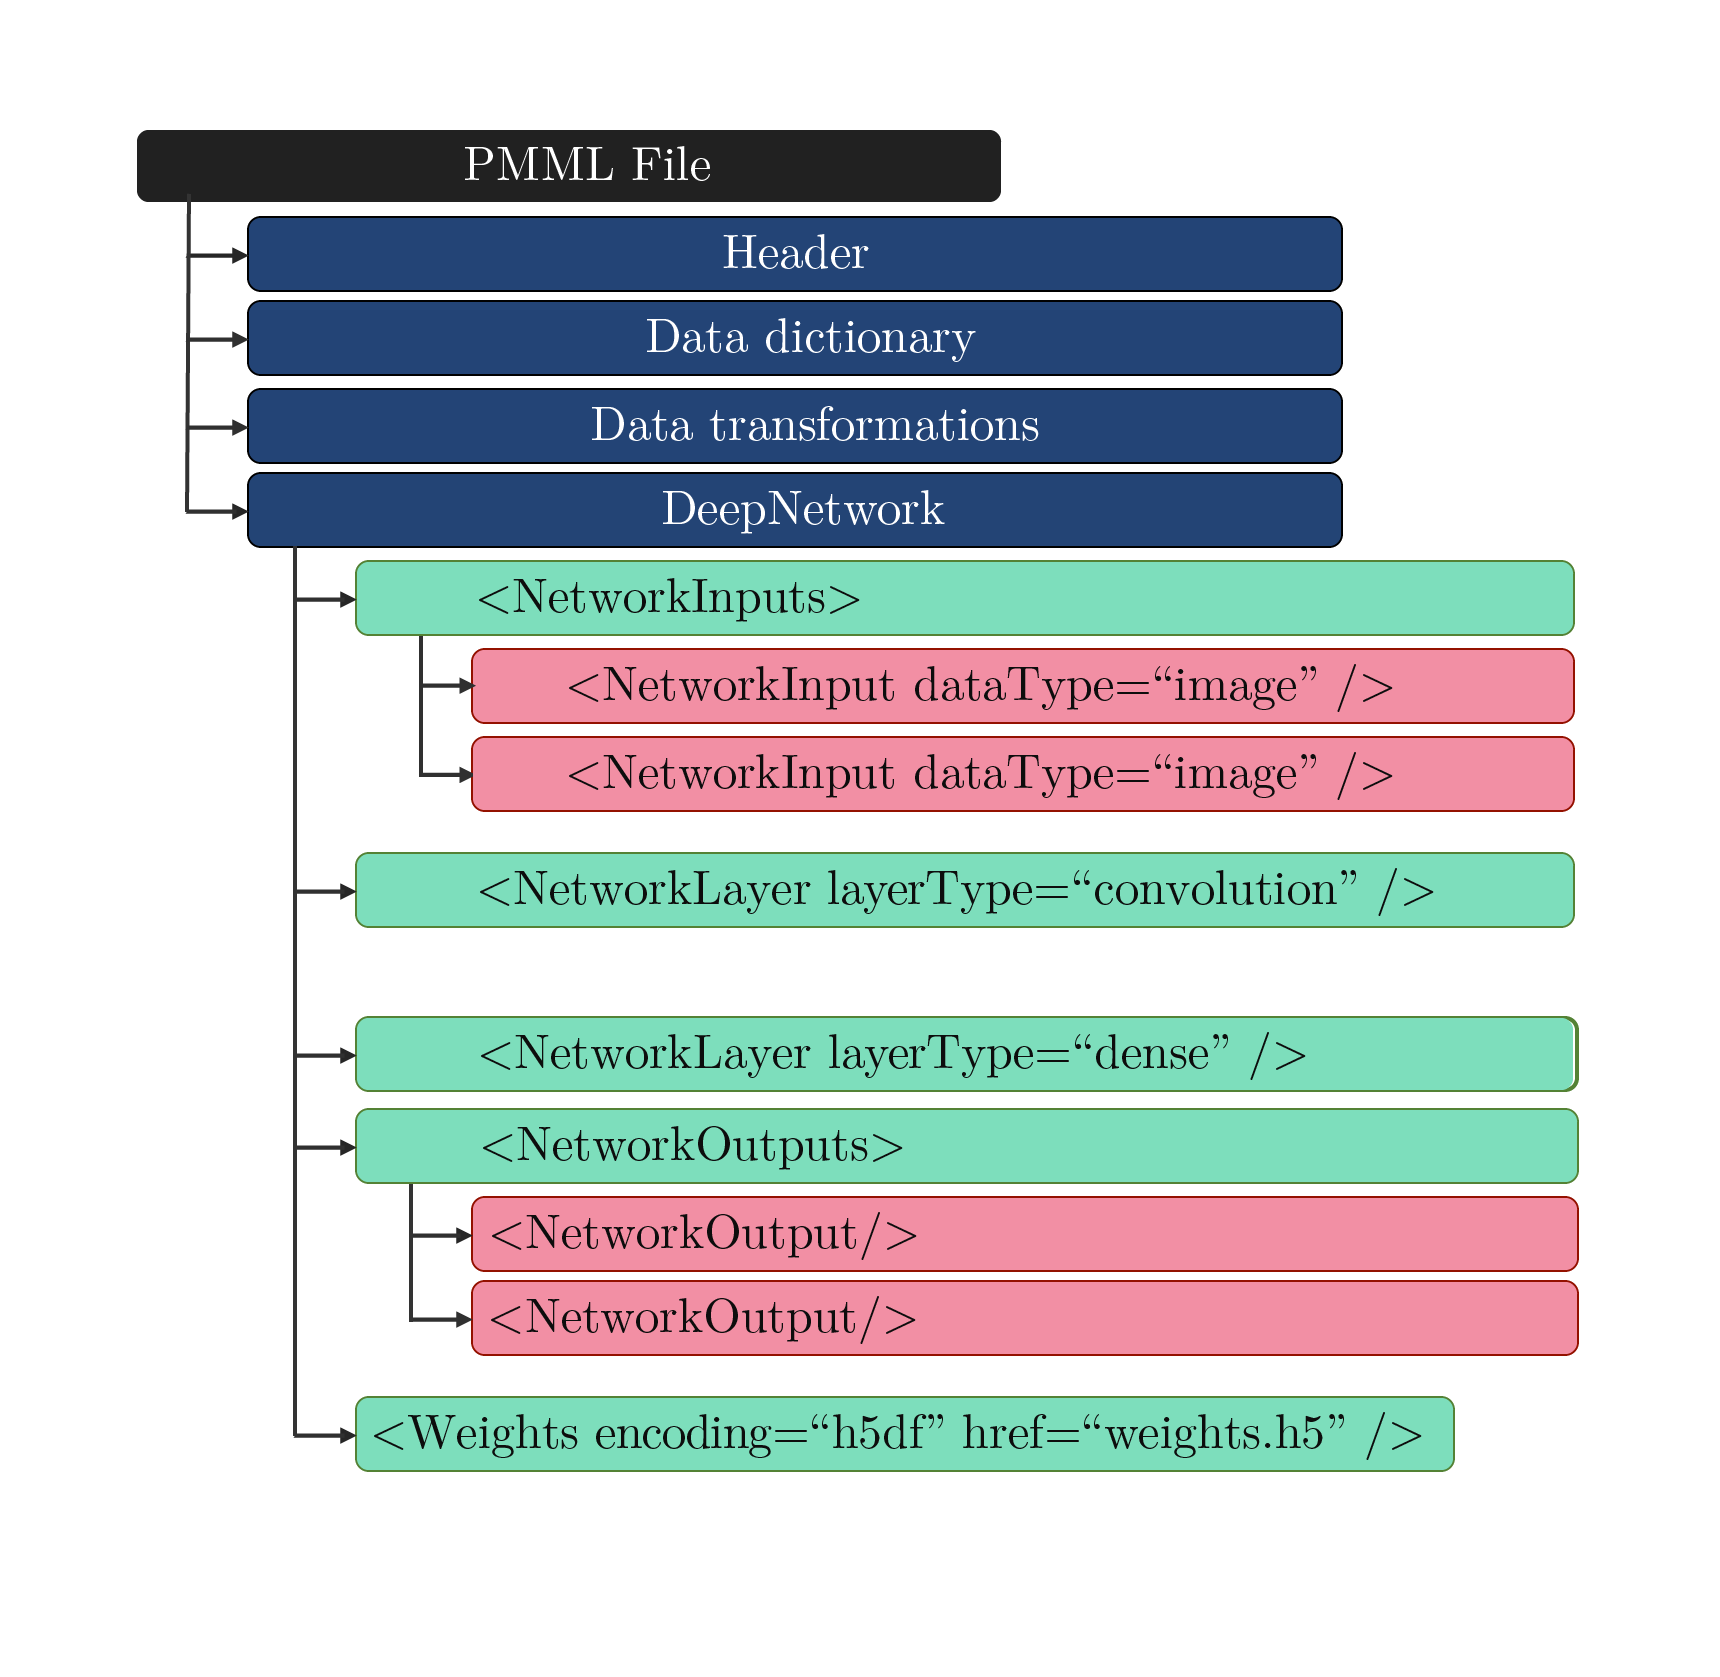 PMML File
Header
Data dictionary
Data transformations
DeepNetwork
<NetworkInputs>
<NetworkInput dataType=“image” />
<NetworkInput dataType=“image” />
<NetworkLayer layerType=“convolution” />
<NetworkLayer layerType=“dense” />
<NetworkOutputs>
<NetworkOutput/>
<NetworkOutput/>
<Weights encoding=“h5df” href=“weights.h5” />